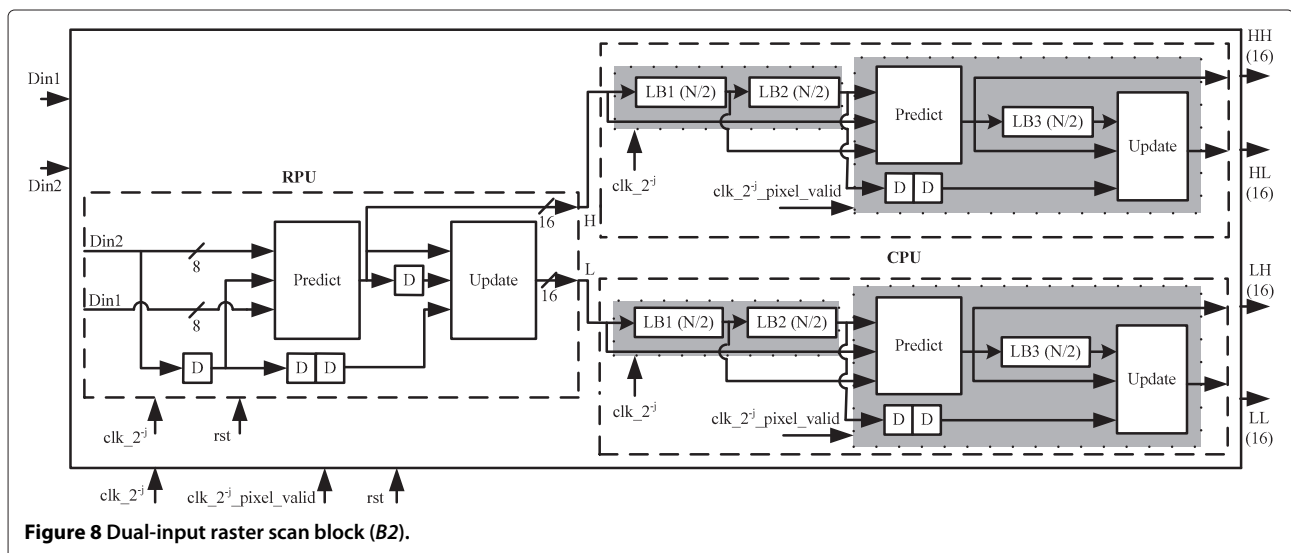 HH
(16)
Din1
LB1 (N/2)
LB2 (N/2)
Predict
LB3 (N/2)
Update
Din2
RPU
clk_2⁻ʲ
clk_2⁻ʲ_pixel_valid
D
D
HL
(16)
16
H
Din2
8
CPU
Predict
D
Update
L
16
Din1
8
LH
(16)
LB1 (N/2)
LB2 (N/2)
Predict
LB3 (N/2)
D
D
D
Update
clk_2⁻ʲ
clk_2⁻ʲ_pixel_valid
D
D
LL
(16)
clk_2⁻ʲ
rst
clk_2⁻ʲ
clk_2⁻ʲ_pixel_valid
rst
Figure 8 Dual-input raster scan block (B2).